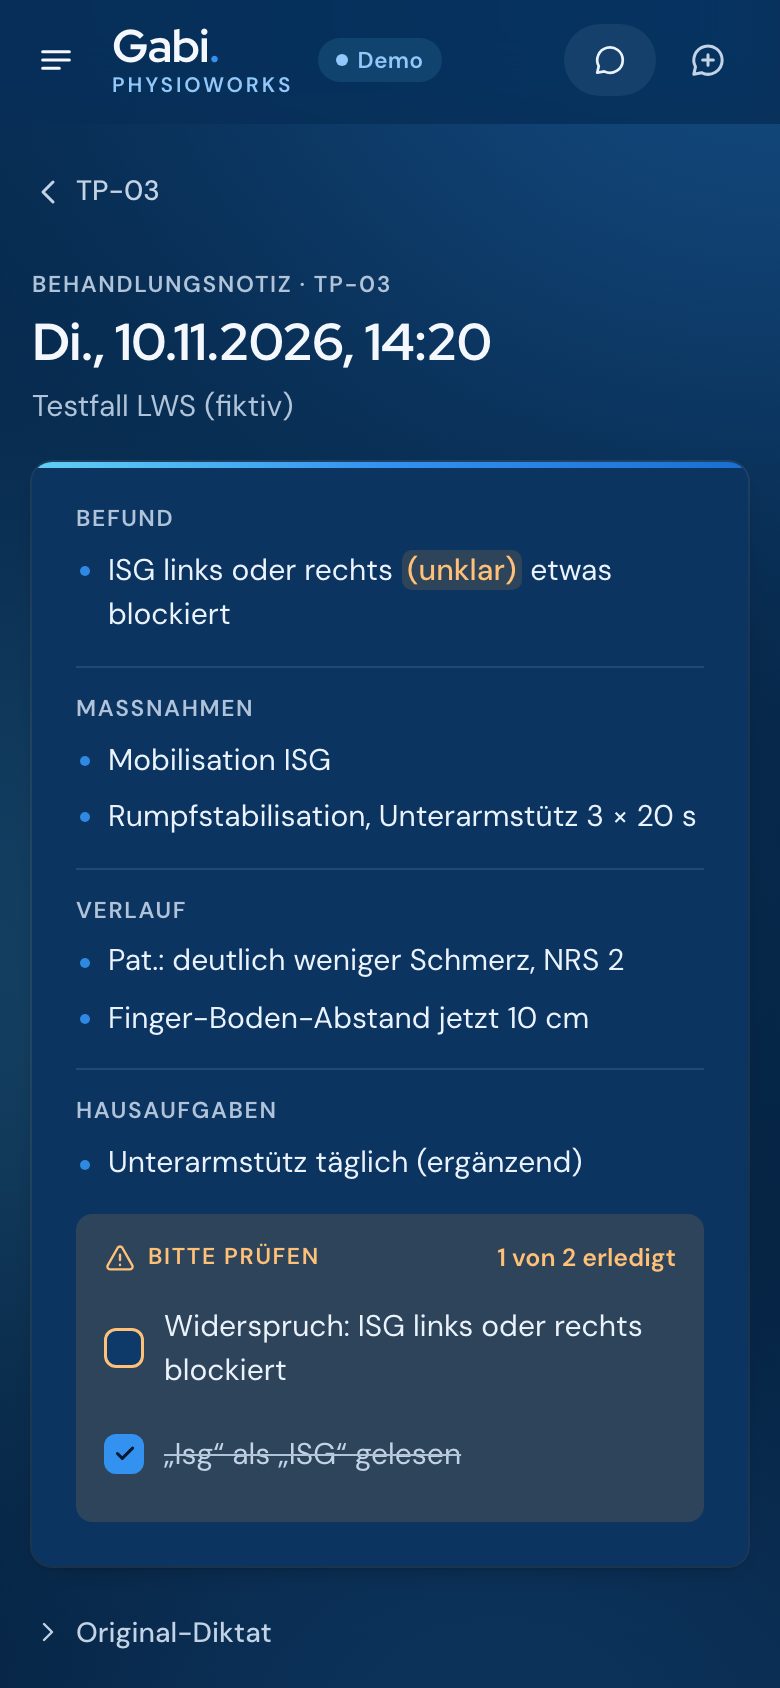 Gabi.
PHYSIOWORKS
Demo
TP-03
BEHANDLUNGSNOTIZ · TP-03
Di., 10.11.2026, 14:20
Testfall LWS (fiktiv)
BEFUND
ISG links oder rechts (unklar) etwas
blockiert
MASSNAHMEN
Mobilisation ISG
Rumpfstabilisation, Unterarmstütz 3 × 20 s
VERLAUF
Pat.: deutlich weniger Schmerz, NRS 2
Finger-Boden-Abstand jetzt 10 cm
HAUSAUFGABEN
Unterarmstütz täglich (ergänzend)
BITTE PRÜFEN
1 von 2 erledigt
Widerspruch: ISG links oder rechts
blockiert
„Isg“ als „ISG“ gelesen
Original-Diktat